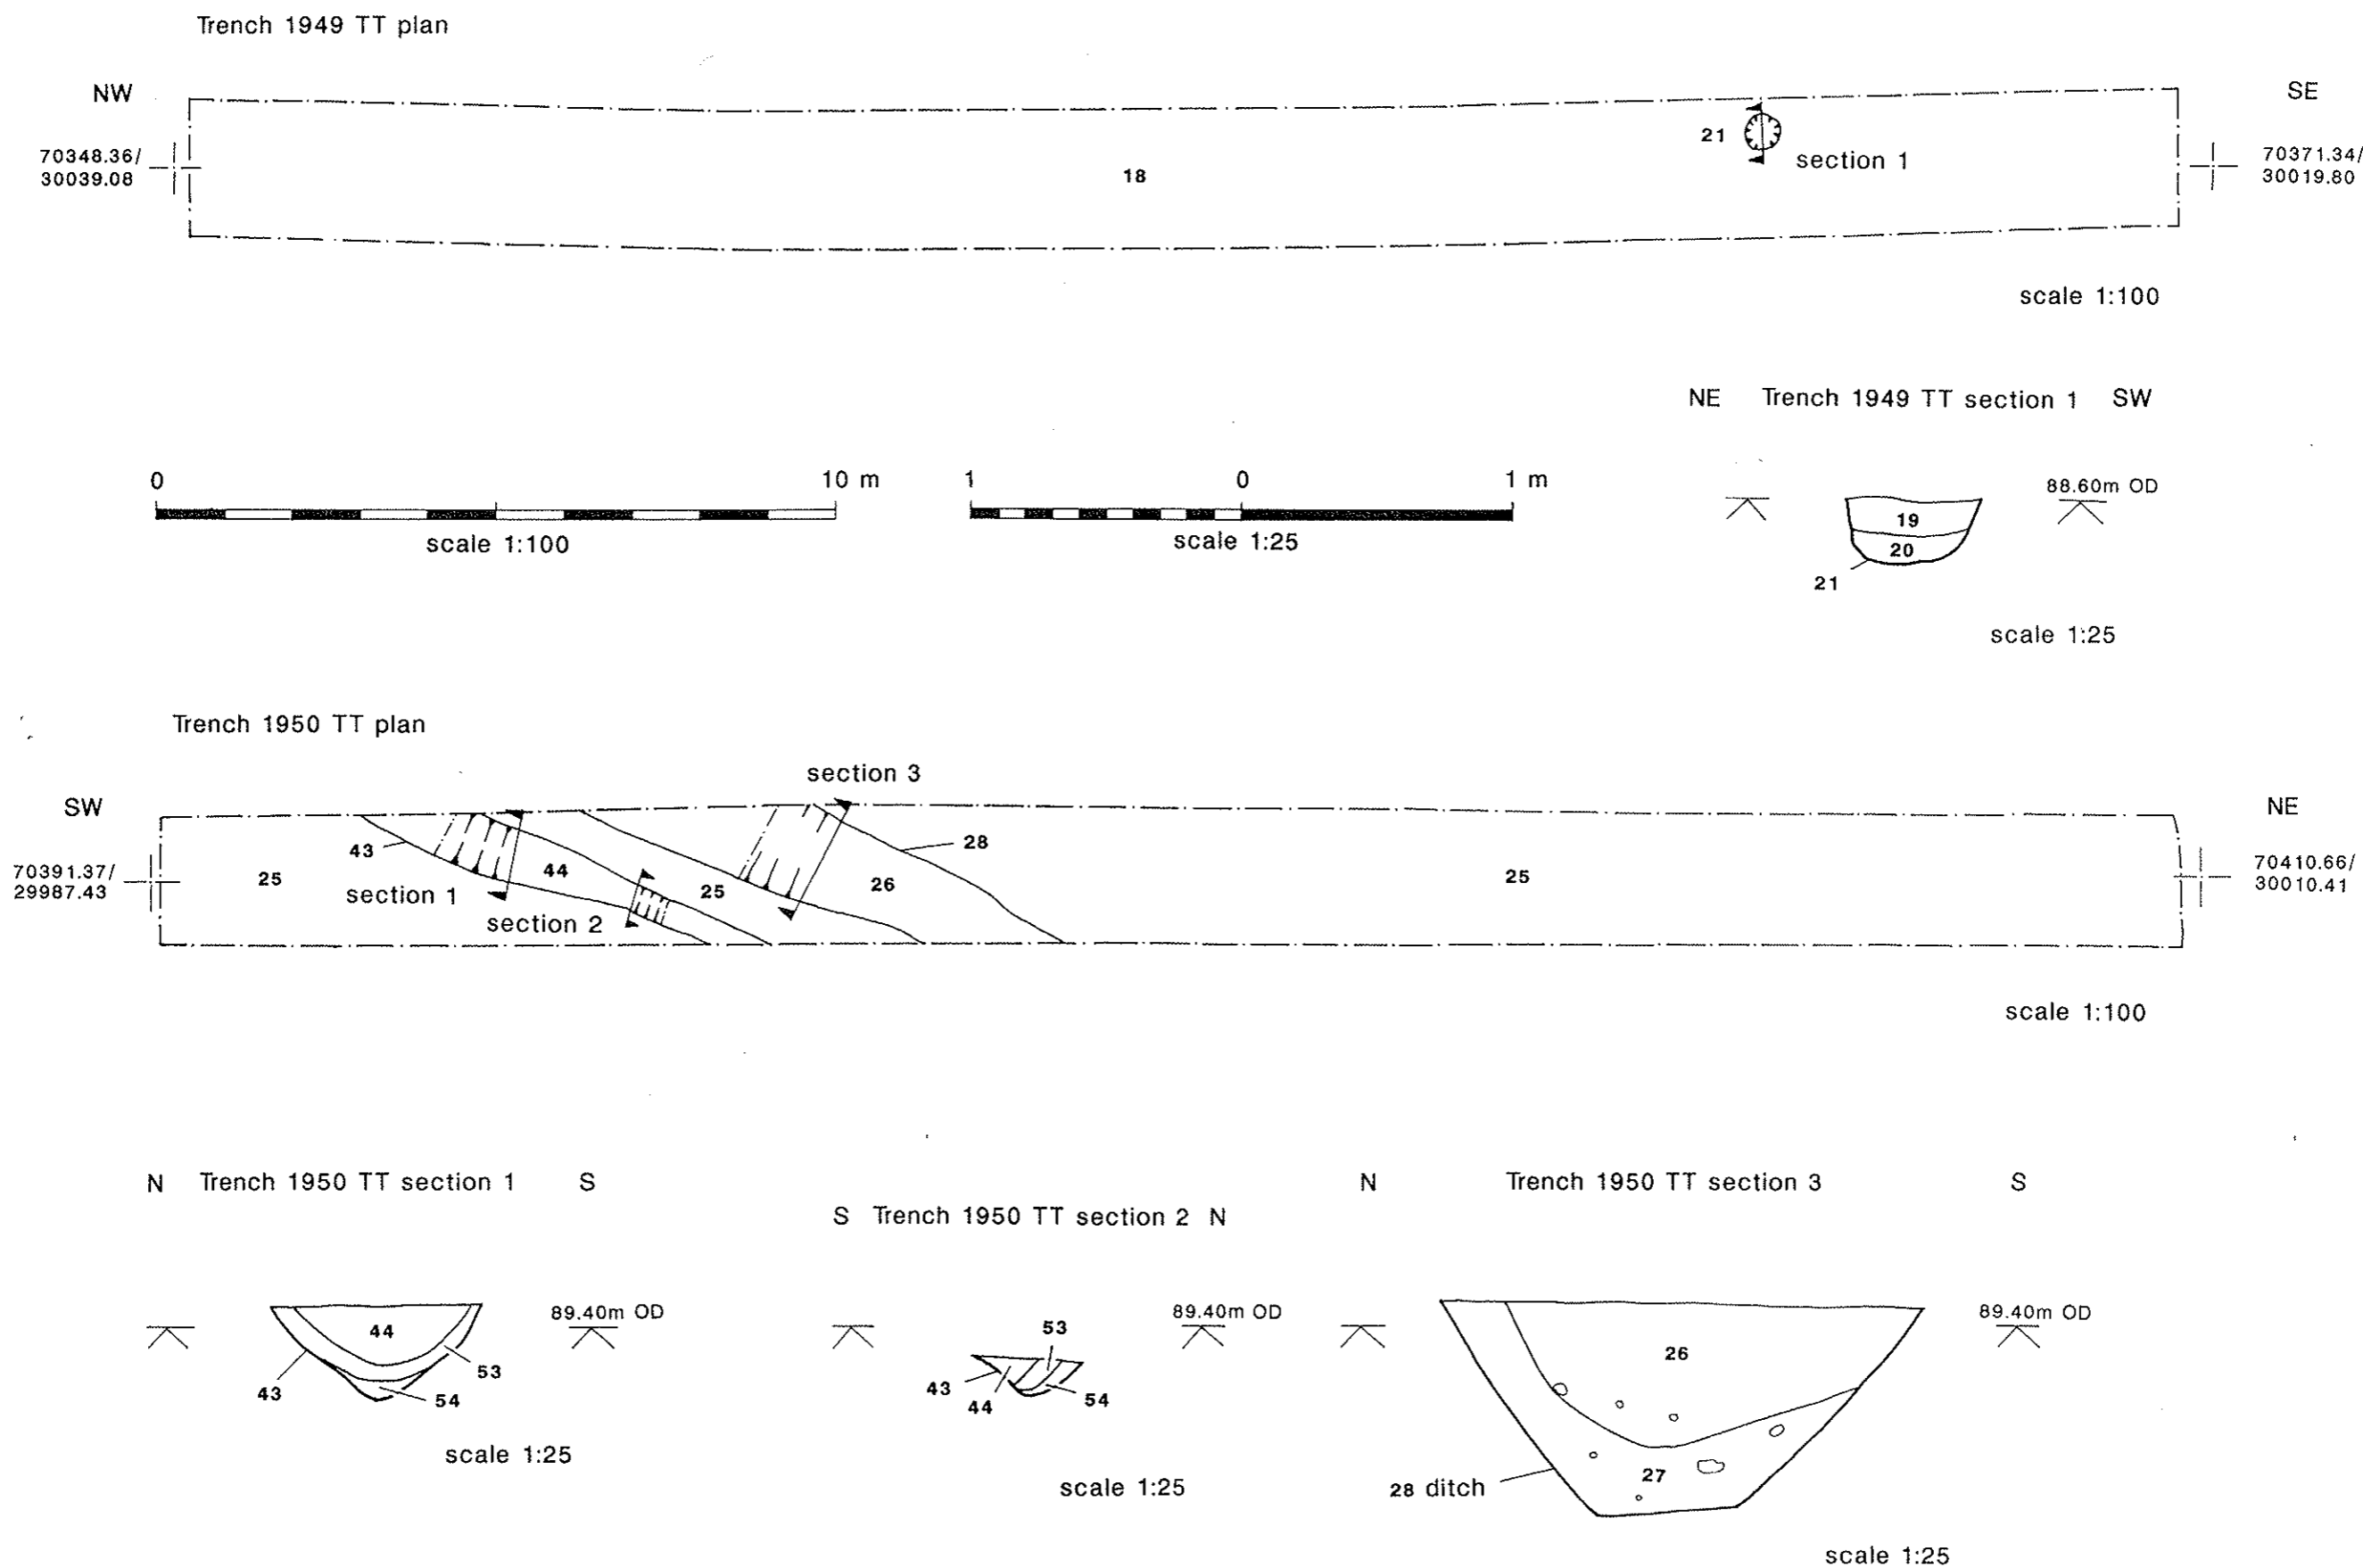 Trench 1949 TT plan
NW
SE
70348.36/
30039.08
18
21
section 1
70371.34/
30019.80
scale 1:100
NE Trench 1949 TT section 1 SW
0 10 m
scale 1:100
1 0 1 m
scale 1:25
88.60m OD
19
20
21
scale 1:25
Trench 1950 TT plan
section 3
SW
NE
70391.37/
29987.43
25
43
section 1
44
section 2
25
26
28
25
70410.66/
30010.41
scale 1:100
N Trench 1950 TT section 1 S
89.40m OD
44
53
43
54
scale 1:25
S Trench 1950 TT section 2 N
89.40m OD
53
43
44
54
scale 1:25
N Trench 1950 TT section 3 S
89.40m OD
26
27
28 ditch
scale 1:25